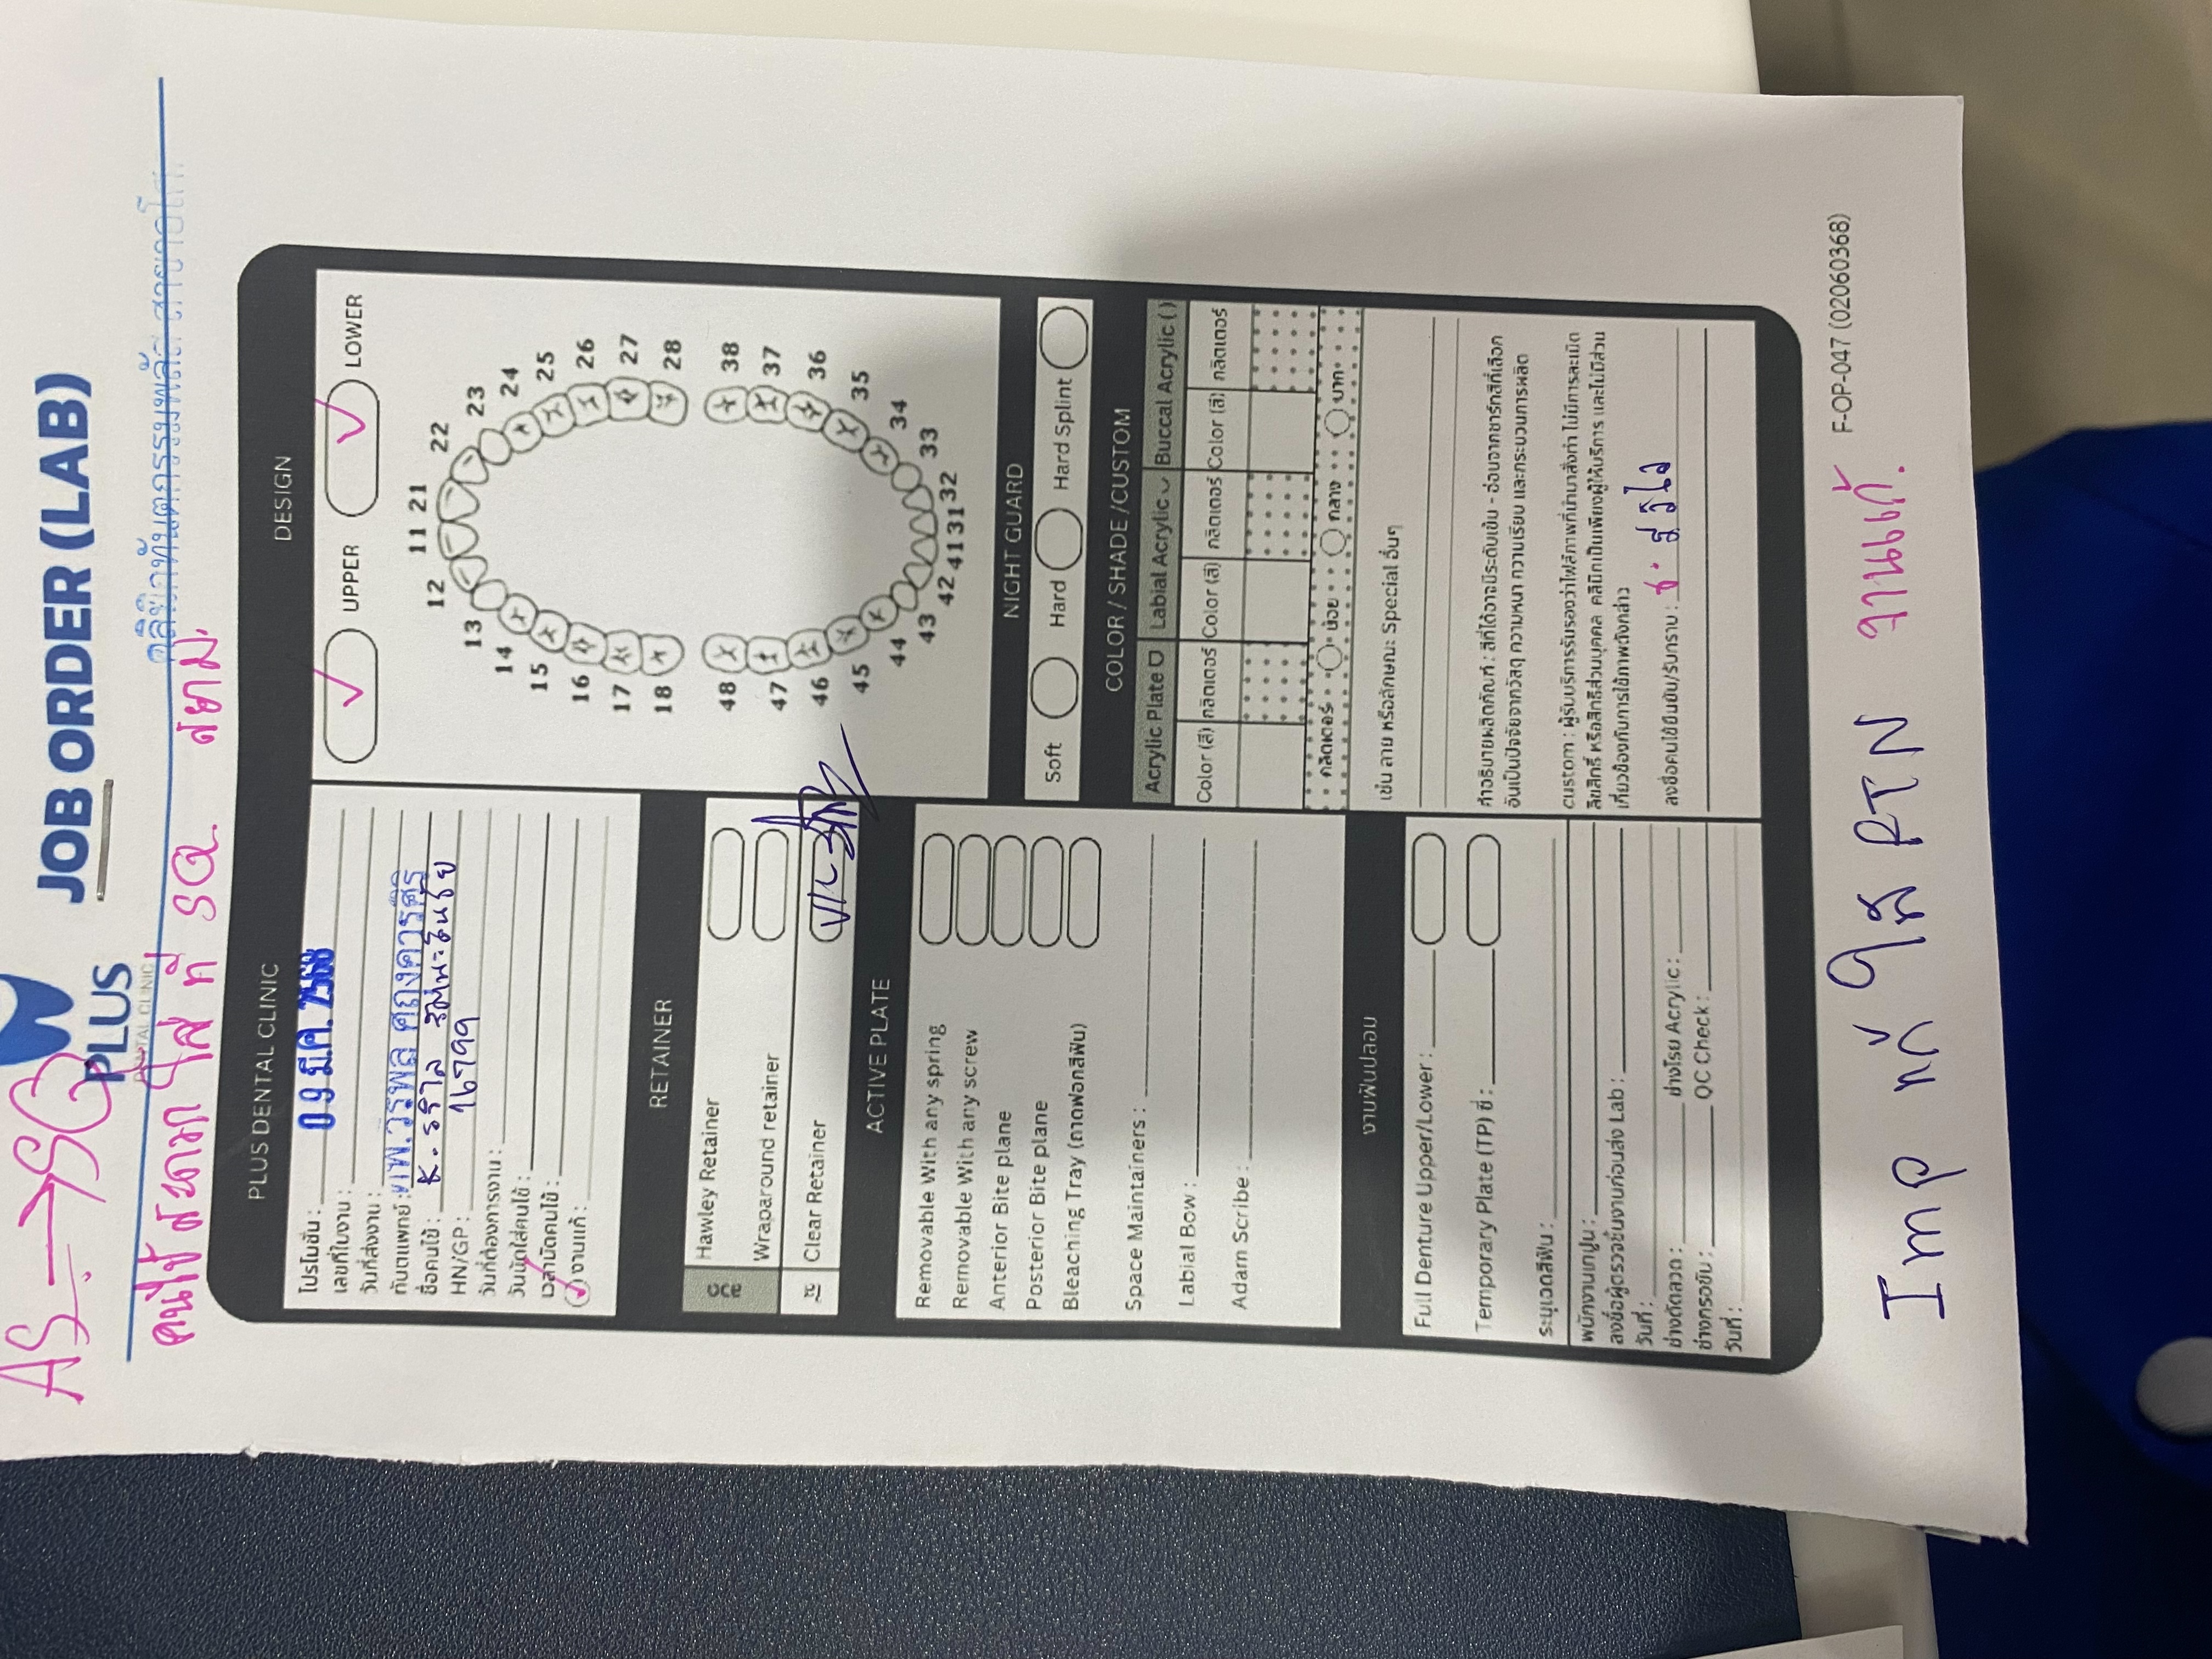 AS. → SQ
PLUS
DENTAL CLINIC
JOB ORDER (LAB)
คลินิกทันตกรรมพลัส สาขาอโศก
คนไข้ สะดวก ใส่ ที่ SQ. สยาม.
PLUS DENTAL CLINIC
โปรโมชั่น : 09 มี.ค. 2568
เลขที่ใบงาน :
วันที่ส่งงาน :
ทันตแพทย์ : ทพ.วรพล
ชื่อคนไข้ : K.
HN/GP : 16799
วันที่ต้องการงาน :
วันนัดใส่คนไข้ :
เวลานัดคนไข้ :
✓ งานแก้ :
RETAINER
ลวด
Hawley Retainer
Wraparound retainer
ใส
Clear Retainer
ACTIVE PLATE
Removable With any spring
Removable With any screw
Anterior Bite plane
Posterior Bite plane
Bleaching Tray (ถาดฟอกสีฟัน)
Space Maintainers :
Labial Bow :
Adam Scribe :
งานฟันปลอม
Full Denture Upper/Lower :
Temporary Plate (TP) ซี่ :
ระบุเฉดสีฟัน :
พนักงานเทปูน :
ลงชื่อผู้ตรวจชิ้นงานก่อนส่ง Lab :
วันที่ :
ช่างดัดลวด : ช่างโรย Acrylic :
ช่างกรอขัน : QC Check :
วันที่ :
DESIGN
✓ UPPER ✓ LOWER
11 21
12 22
13 23
14 24
15 25
16 26
17 27
18 28
48 38
47 37
46 36
45 35
44 34
43 33
42 41 31 32
NIGHT GUARD
Soft Hard Hard Splint
COLOR / SHADE /CUSTOM
Acrylic Plate Labial Acrylic Buccal Acrylic ( )
Color (สี) กลิตเตอร์ Color (สี) กลิตเตอร์ Color (สี) กลิตเตอร์
กลิตเตอร์ น้อย กลาง มาก
เช่น ลาย หรือลักษณะ Special อื่นๆ
คำอธิบายผลิตภัณฑ์ : สีที่ได้อาจมีระดับเข้ม - อ่อนจากชาร์ทสีที่เลือก
อันเป็นปัจจัยจากวัสดุ ความหนา ความเรียบ และกระบวนการผลิต
custom : ผู้รับบริการรับรองว่าไฟล์ภาพที่นำมาสั่งทำ ไม่มีการละเมิด
ลิขสิทธิ์ หรือสิทธิส่วนบุคคล คลินิกเป็นเพียงผู้ให้บริการ และไม่มีส่วน
เกี่ยวข้องกับการใช้ภาพดังกล่าว
ลงชื่อคนไข้ยืนยัน/รับทราบ :
F-OP-047 (02060368)
Imp แก้ ใส RTN งานแก้.